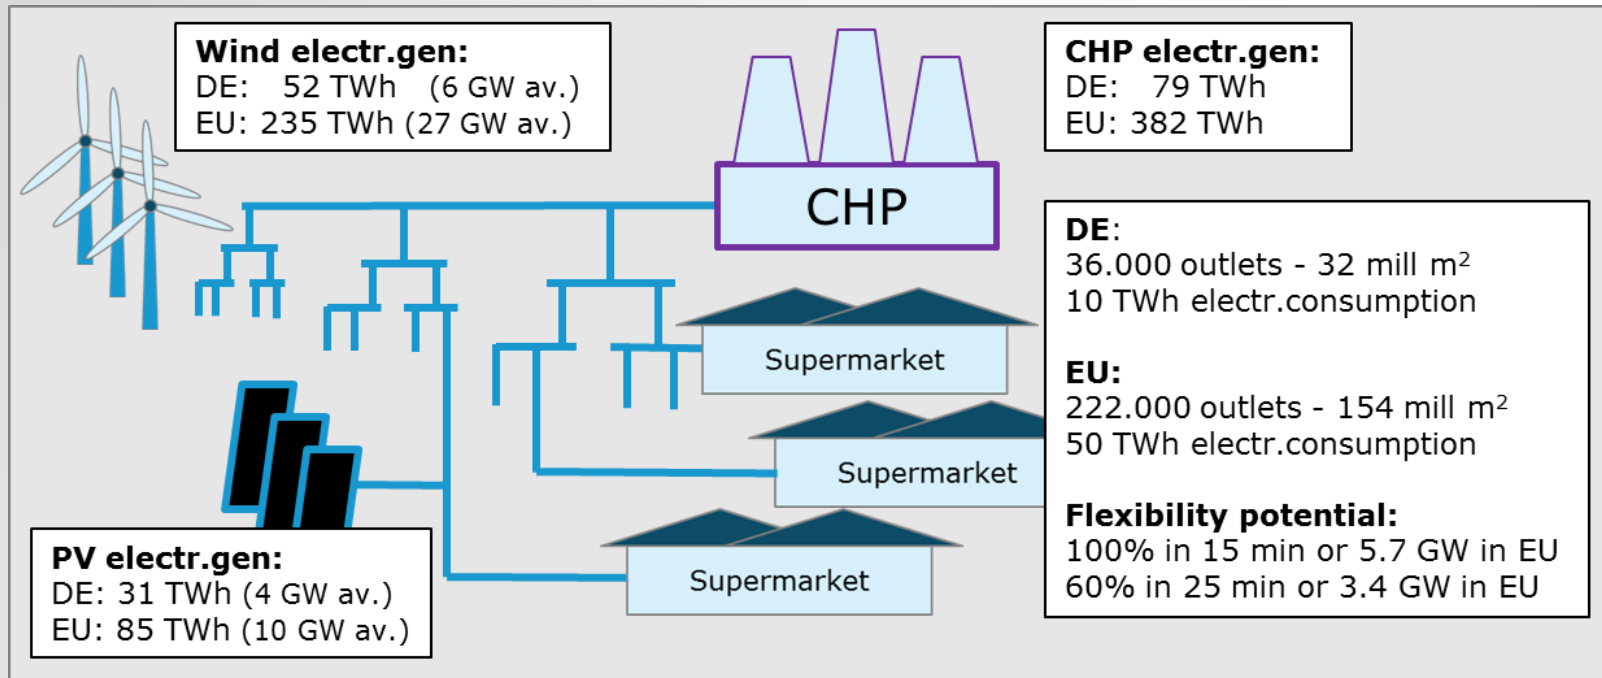 Wind electr.gen:
DE: 52 TWh (6 GW av.)
EU: 235 TWh (27 GW av.)
CHP electr.gen:
DE: 79 TWh
EU: 382 TWh
CHP
DE:
36.000 outlets - 32 mill m²
10 TWh electr.consumption
EU:
222.000 outlets - 154 mill m²
50 TWh electr.consumption
Flexibility potential:
100% in 15 min or 5.7 GW in EU
60% in 25 min or 3.4 GW in EU
Supermarket
Supermarket
Supermarket
PV electr.gen:
DE: 31 TWh (4 GW av.)
EU: 85 TWh (10 GW av.)